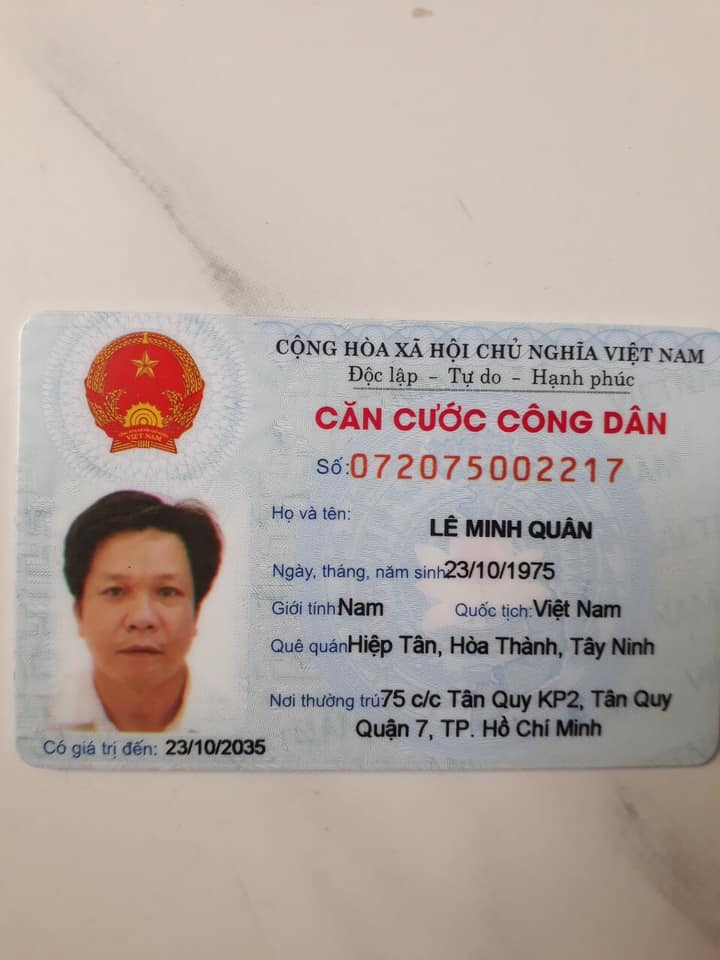 CỘNG HÒA XÃ HỘI CHỦ NGHĨA VIỆT NAM
Độc lập - Tự do - Hạnh phúc
CĂN CƯỚC CÔNG DÂN
Số: 072075002217
Họ và tên:
LÊ MINH QUÂN
Ngày, tháng, năm sinh: 23/10/1975
Giới tính: Nam Quốc tịch: Việt Nam
Quê quán: Hiệp Tân, Hòa Thành, Tây Ninh
Nơi thường trú: 75 c/c Tân Quy KP2, Tân Quy
Quận 7, TP. Hồ Chí Minh
Có giá trị đến: 23/10/2035
VIỆT NAM